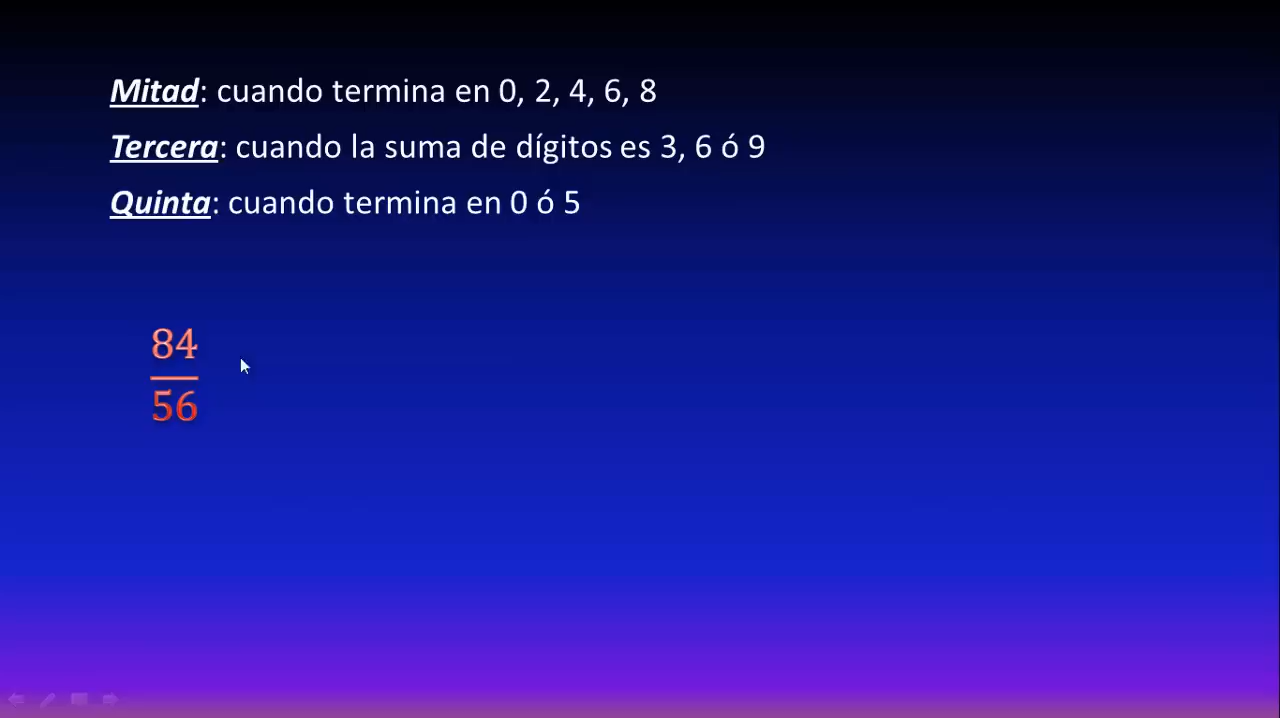 Mitad: cuando termina en 0, 2, 4, 6, 8
Tercera: cuando la suma de dígitos es 3, 6 ó 9
Quinta: cuando termina en 0 ó 5
84
56